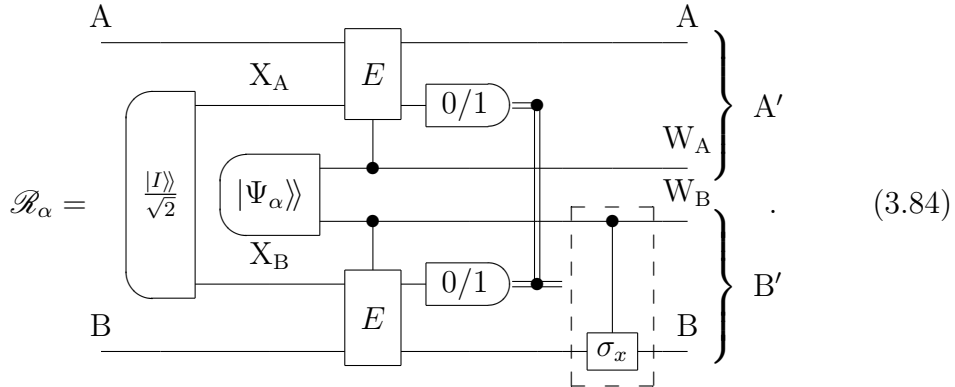 A A
X_A E 0/1 A′
W_A
ℛ_α = |I⟩⟩/√2 |Ψ_α⟩⟩ . (3.84)
W_B
X_B
E 0/1 B′
B σ_x B